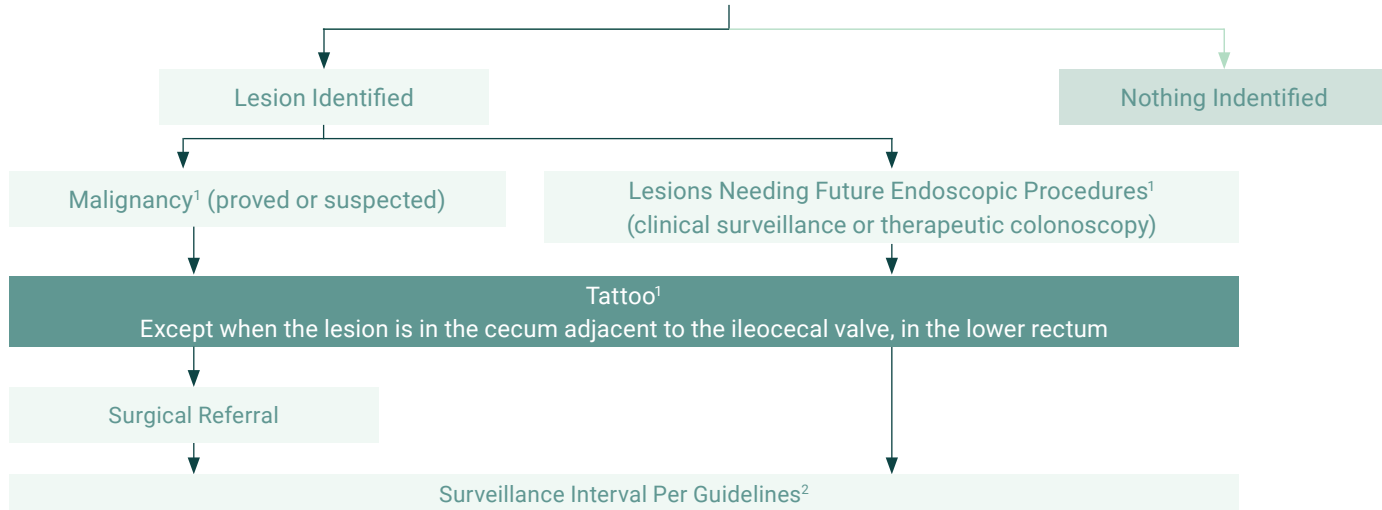 Lesion Identified
Nothing Indentified
Malignancy¹ (proved or suspected)
Lesions Needing Future Endoscopic Procedures¹
(clinical surveillance or therapeutic colonoscopy)
Tattoo¹
Except when the lesion is in the cecum adjacent to the ileocecal valve, in the lower rectum
Surgical Referral
Surveillance Interval Per Guidelines²